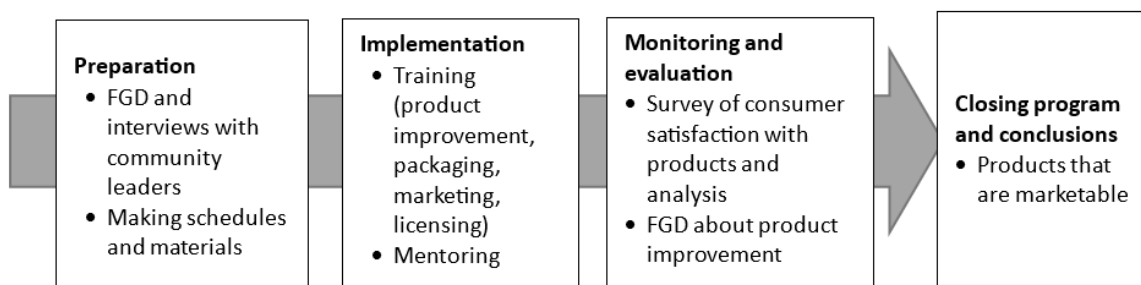 Preparation
• FGD and
interviews with
community
leaders
• Making schedules
and materials
Implementation
• Training
(product
improvement,
packaging,
marketing,
licensing)
• Mentoring
Monitoring and
evaluation
• Survey of consumer
satisfaction with
products and
analysis
• FGD about product
improvement
Closing program
and conclusions
• Products that
are marketable